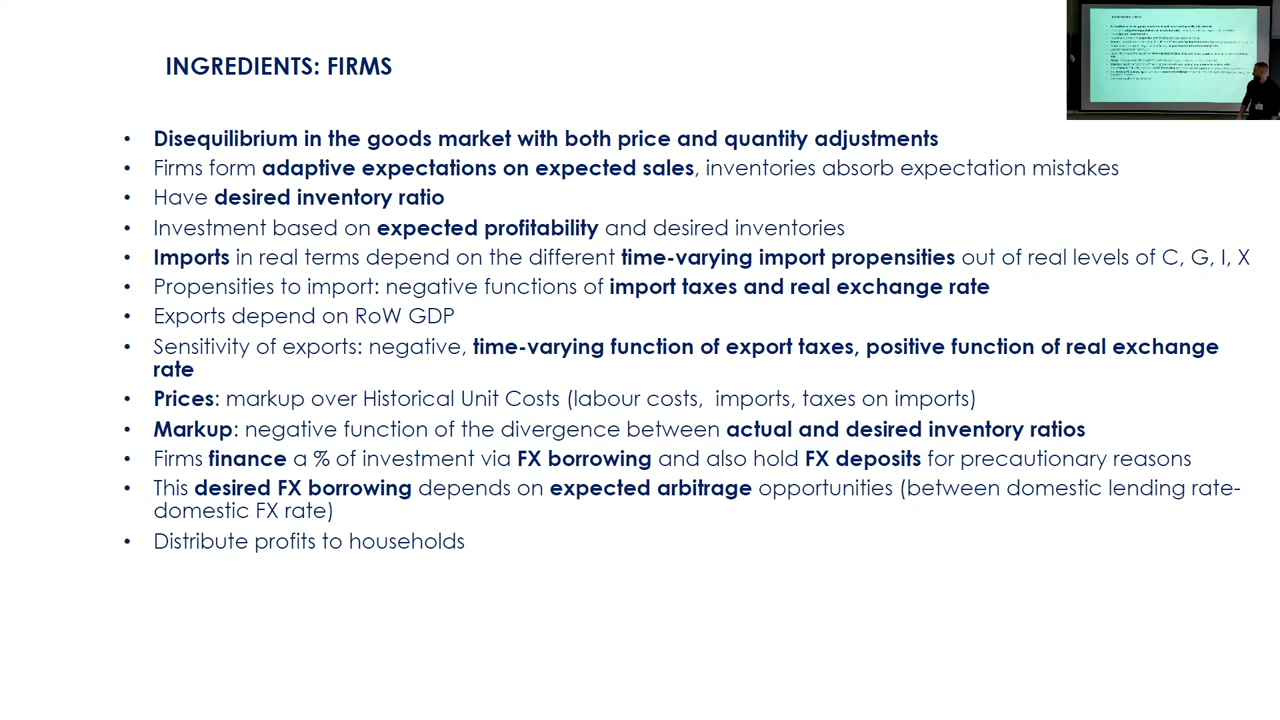 INGREDIENTS: FIRMS
• Disequilibrium in the goods market with both price and quantity adjustments
• Firms form adaptive expectations on expected sales, inventories absorb expectation mistakes
• Have desired inventory ratio
• Investment based on expected profitability and desired inventories
• Imports in real terms depend on the different time-varying import propensities out of real levels of C, G, I, X
• Propensities to import: negative functions of import taxes and real exchange rate
• Exports depend on RoW GDP
• Sensitivity of exports: negative, time-varying function of export taxes, positive function of real exchange
rate
• Prices: markup over Historical Unit Costs (labour costs, imports, taxes on imports)
• Markup: negative function of the divergence between actual and desired inventory ratios
• Firms finance a % of investment via FX borrowing and also hold FX deposits for precautionary reasons
• This desired FX borrowing depends on expected arbitrage opportunities (between domestic lending rate-
domestic FX rate)
• Distribute profits to households